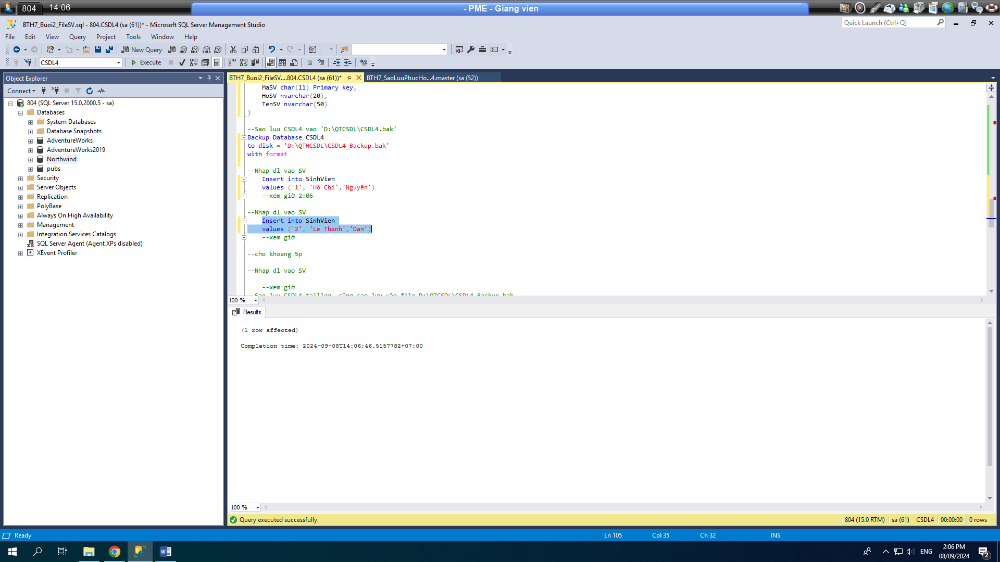 804
14:06
- PME - Giang vien
BTH7_Buoi2_FileSV.sql - 804.CSDL4 (sa (61))* - Microsoft SQL Server Management Studio
Quick Launch (Ctrl+Q)
File Edit View Query Project Tools Window Help
New Query
MDX DMX XMLA DAX
CSDL4
Execute
Object Explorer
Connect
804 (SQL Server 15.0.2000.5 - sa)
Databases
System Databases
Database Snapshots
AdventureWorks
AdventureWorks2019
Northwind
pubs
Security
Server Objects
Replication
PolyBase
Always On High Availability
Management
Integration Services Catalogs
SQL Server Agent (Agent XPs disabled)
XEvent Profiler
BTH7_Buoi2_FileSV....804.CSDL4 (sa (61))*
BTH7_SaoLuuPhucHo...4.master (sa (52))
MaSV char(11) Primary key,
HoSV nvarchar(20),
TenSV nvarchar(50)
)
--Sao luu CSDL4 vao 'D:\QTCSDL\CSDL4.bak'
Backup Database CSDL4
to disk = 'D:\QTHCSDL\CSDL4_Backup.bak'
with format
--Nhap dl vao SV
Insert into SinhVien
values ('1', 'Hồ Chí','Nguyên')
--xem giờ 2:06
--Nhap dl vao SV
Insert into SinhVien
values ('2', 'Le Thanh','Dan')
--xem giờ
--cho khoang 5p
--Nhap dl vao SV
--xem giờ
100 %
Results
(1 row affected)
Completion time: 2024-09-08T14:06:46.5157782+07:00
100 %
Query executed successfully.
804 (15.0 RTM)
sa (61)
CSDL4
00:00:00
0 rows
Ready
Ln 105
Col 35
Ch 32
INS
ENG
2:06 PM
08/09/2024
2